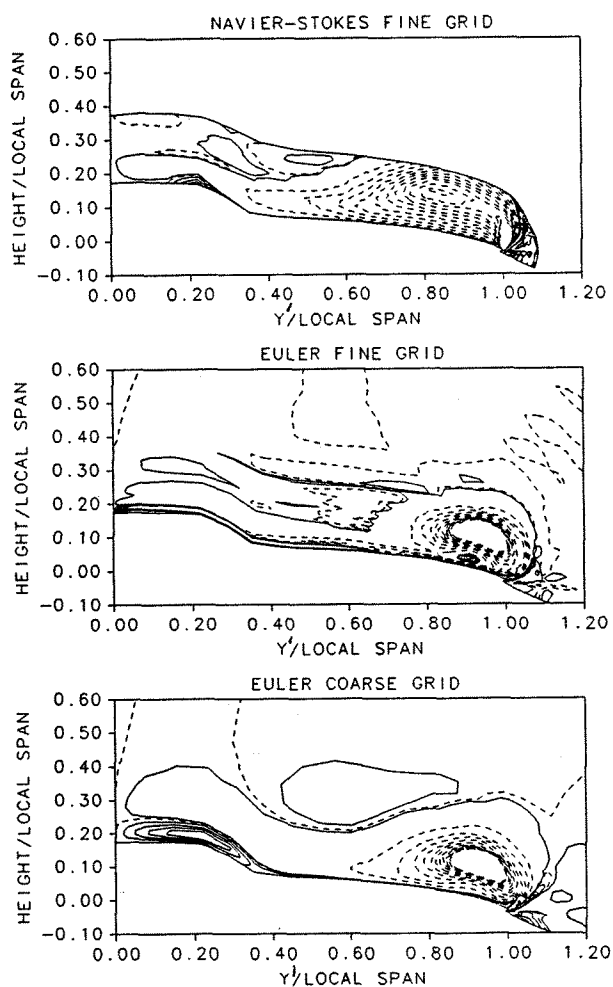 NAVIER-STOKES FINE GRID
0.60
0.50
0.40
0.30
0.20
0.10
0.00
-0.10
HEIGHT/LOCAL SPAN
0.00 0.20 0.40 0.60 0.80 1.00 1.20
Y'/LOCAL SPAN
EULER FINE GRID
0.60
0.50
0.40
0.30
0.20
0.10
0.00
-0.10
HEIGHT/LOCAL SPAN
0.00 0.20 0.40 0.60 0.80 1.00 1.20
Y'/LOCAL SPAN
EULER COARSE GRID
0.60
0.50
0.40
0.30
0.20
0.10
0.00
-0.10
HEIGHT/LOCAL SPAN
0.00 0.20 0.40 0.60 0.80 1.00 1.20
Y'/LOCAL SPAN